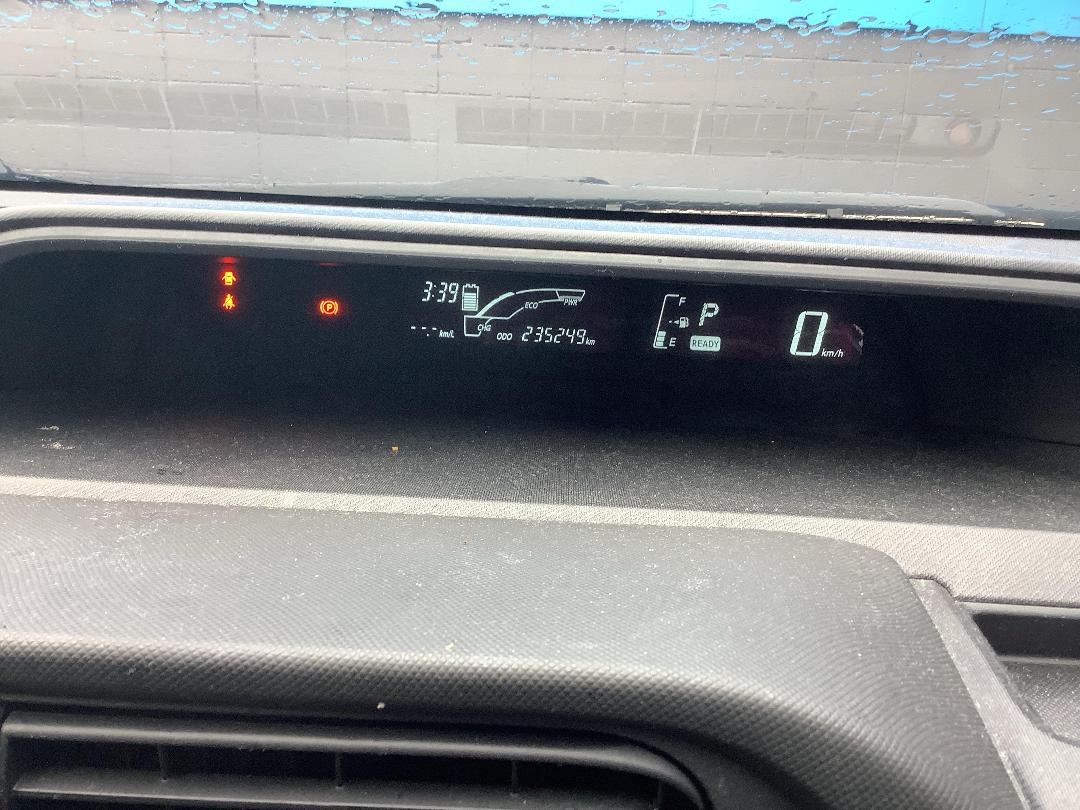 3:39
ECO
PWR
CHG
-.- km/L
ODO 235249 km
(P)
F
E
P
READY
0 km/h